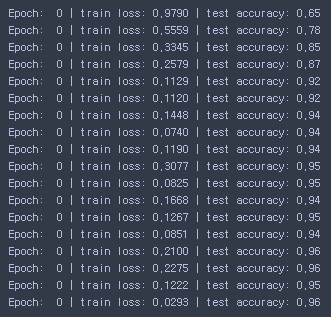 Epoch:  0 | train loss: 0.9790 | test accuracy: 0.65
Epoch:  0 | train loss: 0.5559 | test accuracy: 0.78
Epoch:  0 | train loss: 0.3345 | test accuracy: 0.85
Epoch:  0 | train loss: 0.2579 | test accuracy: 0.87
Epoch:  0 | train loss: 0.1129 | test accuracy: 0.92
Epoch:  0 | train loss: 0.1120 | test accuracy: 0.92
Epoch:  0 | train loss: 0.1448 | test accuracy: 0.94
Epoch:  0 | train loss: 0.0740 | test accuracy: 0.94
Epoch:  0 | train loss: 0.1190 | test accuracy: 0.94
Epoch:  0 | train loss: 0.3077 | test accuracy: 0.95
Epoch:  0 | train loss: 0.0825 | test accuracy: 0.95
Epoch:  0 | train loss: 0.1668 | test accuracy: 0.94
Epoch:  0 | train loss: 0.1267 | test accuracy: 0.95
Epoch:  0 | train loss: 0.0851 | test accuracy: 0.94
Epoch:  0 | train loss: 0.2100 | test accuracy: 0.96
Epoch:  0 | train loss: 0.2275 | test accuracy: 0.96
Epoch:  0 | train loss: 0.1222 | test accuracy: 0.95
Epoch:  0 | train loss: 0.0293 | test accuracy: 0.96